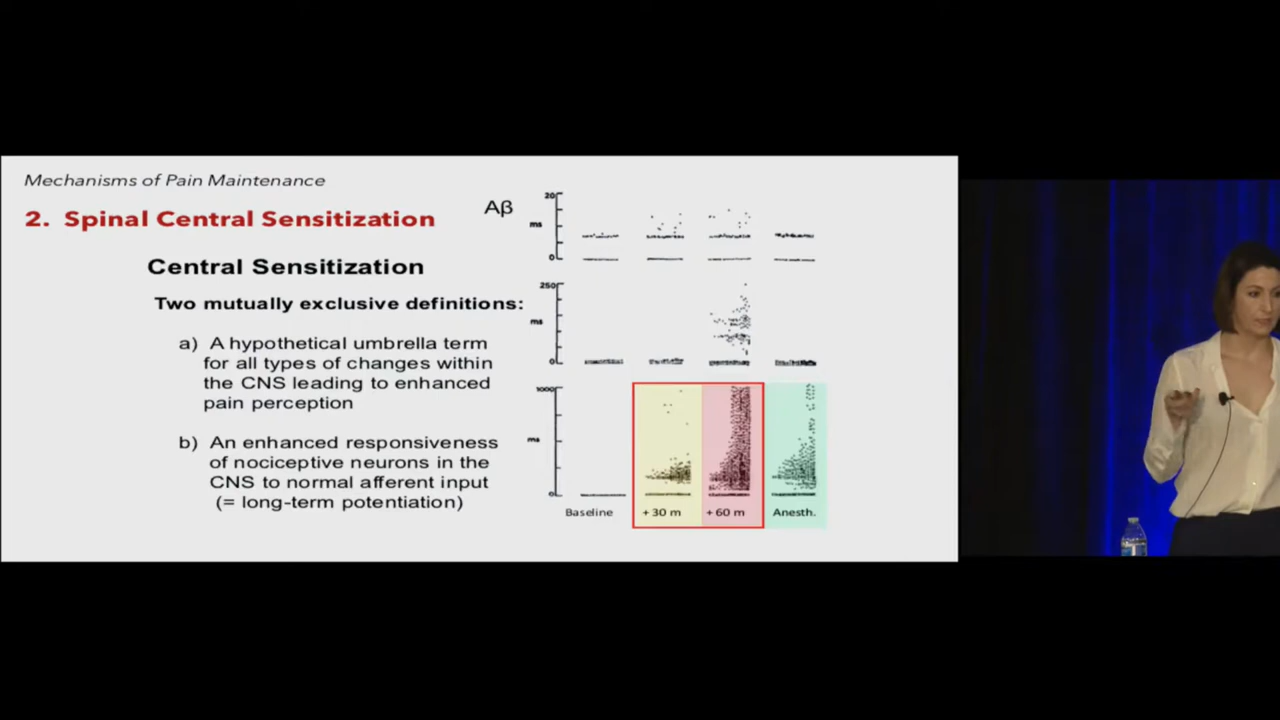 Mechanisms of Pain Maintenance
2. Spinal Central Sensitization
Central Sensitization
Two mutually exclusive definitions:
a) A hypothetical umbrella term
for all types of changes within
the CNS leading to enhanced
pain perception
b) An enhanced responsiveness
of nociceptive neurons in the
CNS to normal afferent input
(= long-term potentiation)
Aβ
20
ms
0
250
ms
0
1000
ms
0
Baseline
+ 30 m
+ 60 m
Anesth.